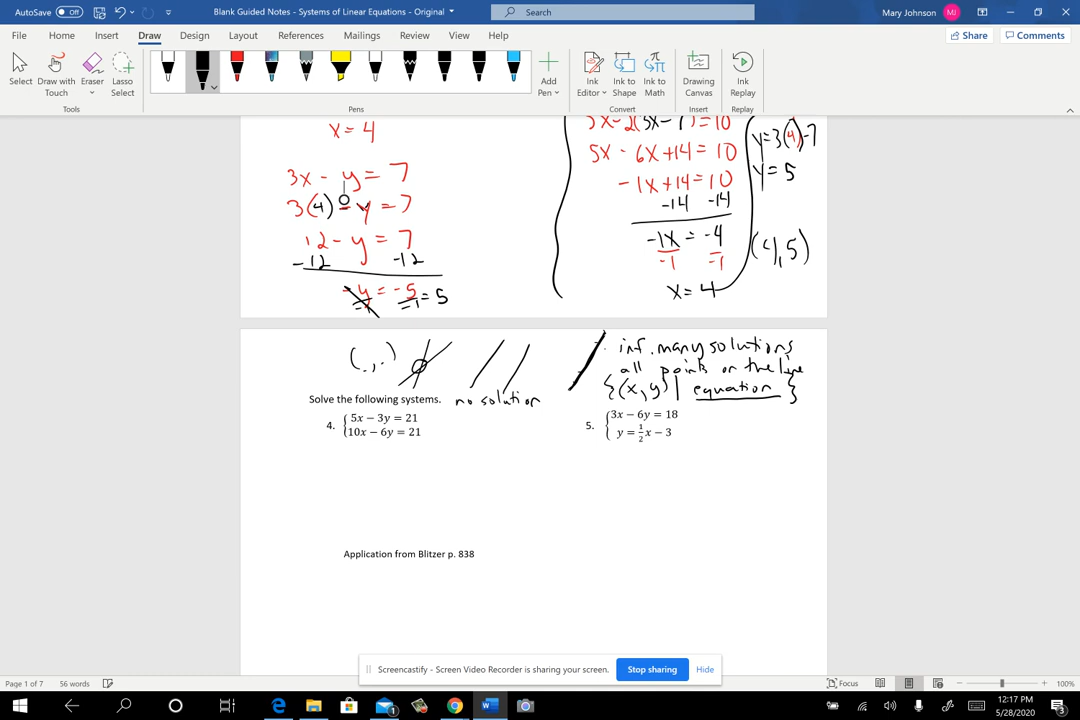 AutoSave Off
Blank Guided Notes - Systems of Linear Equations - Original
Search
Mary Johnson
MJ
File Home Insert Draw Design Layout References Mailings Review View Help
Share Comments
Select
Draw with Touch
Eraser
Lasso Select
Add Pen
Ink Editor
Ink to Shape
Ink to Math
Drawing Canvas
Ink Replay
Tools
Pens
Convert
Insert
Replay
x = 4
3x - y = 7
3(4) - y = 7
12 - y = 7
-12 -12
-y = -5
-1 -1 = 5
5x - 2(3x - 7) = 10
5x - 6x + 14 = 10
-1x + 14 = 10
-14 -14
-1x = -4
-1 -1
x = 4
y = 3(4) - 7
y = 5
(4, 5)
( . , . )
inf. many solutions
all points on the line
{(x, y) | equation }
Solve the following systems.
no solution
4. { 5x − 3y = 21
10x − 6y = 21
5. { 3x − 6y = 18
y = 1/2 x − 3
Application from Blitzer p. 838
Screencastify - Screen Video Recorder is sharing your screen.
Stop sharing
Hide
Page 1 of 7
56 words
Focus
100%
12:17 PM
5/28/2020